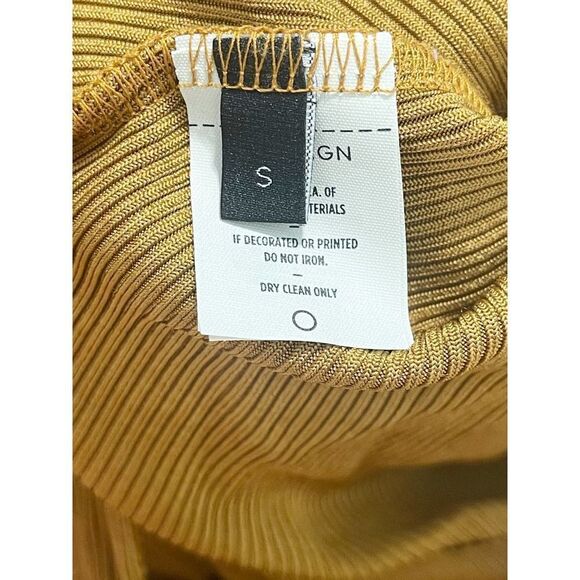 S
GN
.A. OF
TERIALS
IF DECORATED OR PRINTED
DO NOT IRON.
—
DRY CLEAN ONLY